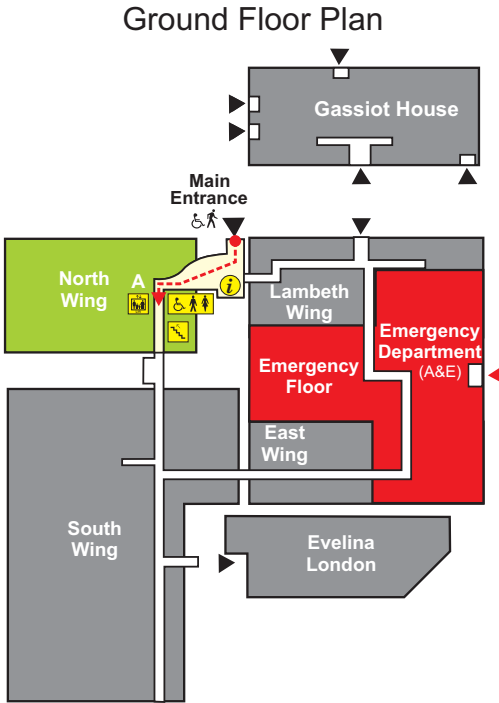 Ground Floor Plan
Gassiot House
Main
Entrance
North
Wing
A
i
Lambeth
Wing
Emergency
Department
(A&E)
Emergency
Floor
East
Wing
South
Wing
Evelina
London